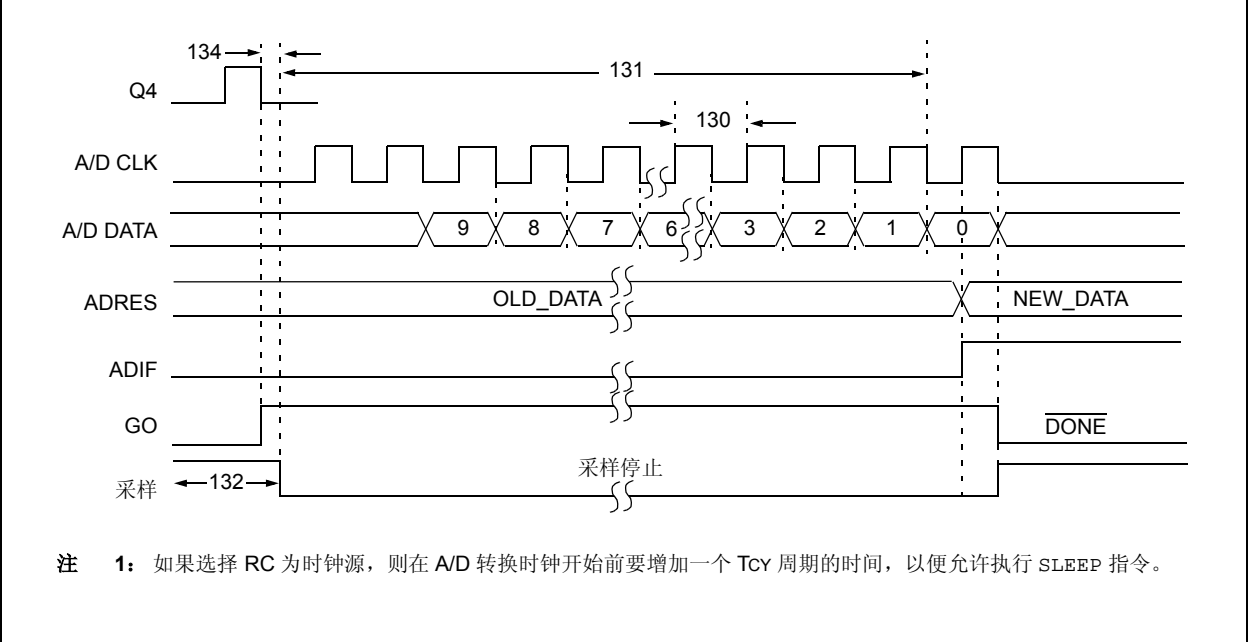 134
131
Q4
130
A/D CLK
A/D DATA 9 8 7 6 3 2 1 0
ADRES OLD_DATA NEW_DATA
ADIF
GO DONE
采样停止
采样 132
注 1: 如果选择 RC 为时钟源，则在 A/D 转换时钟开始前要增加一个 TCY 周期的时间，以便允许执行 SLEEP 指令。